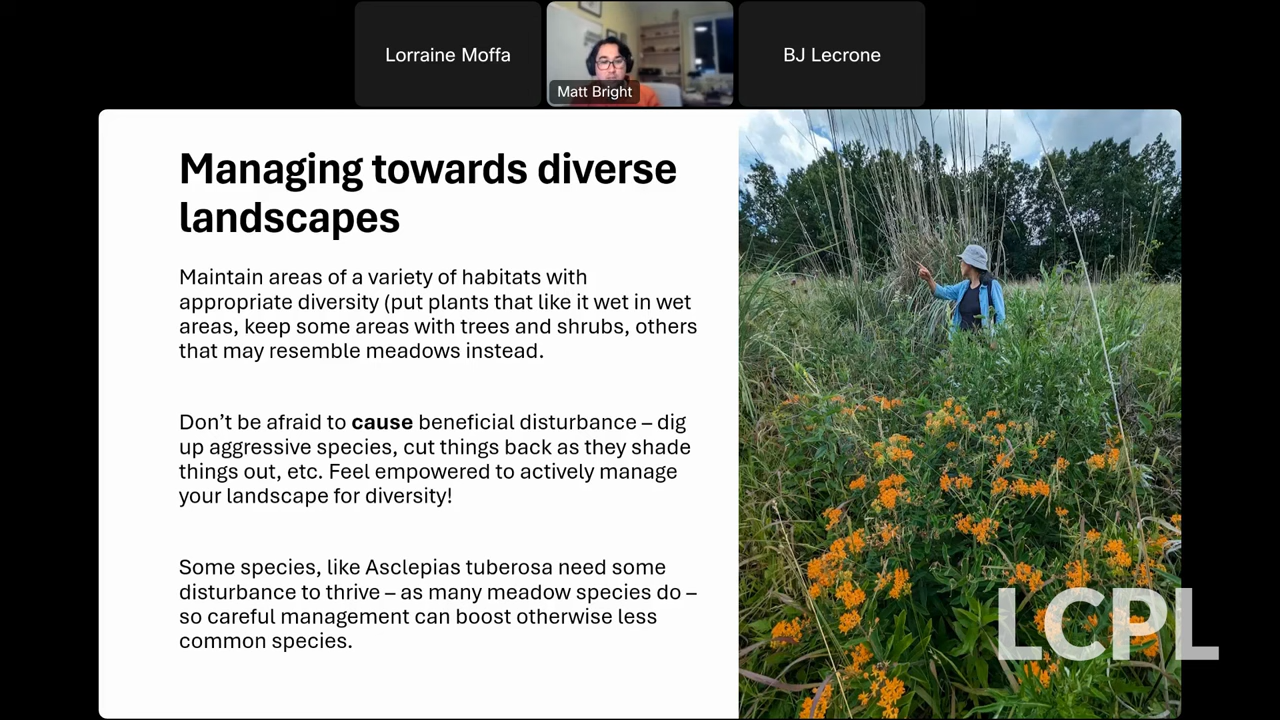 Lorraine Moffa
Matt Bright
BJ Lecrone
Managing towards diverse
landscapes
Maintain areas of a variety of habitats with
appropriate diversity (put plants that like it wet in wet
areas, keep some areas with trees and shrubs, others
that may resemble meadows instead.
Don’t be afraid to cause beneficial disturbance – dig
up aggressive species, cut things back as they shade
things out, etc. Feel empowered to actively manage
your landscape for diversity!
Some species, like Asclepias tuberosa need some
disturbance to thrive – as many meadow species do –
so careful management can boost otherwise less
common species.
LCPL